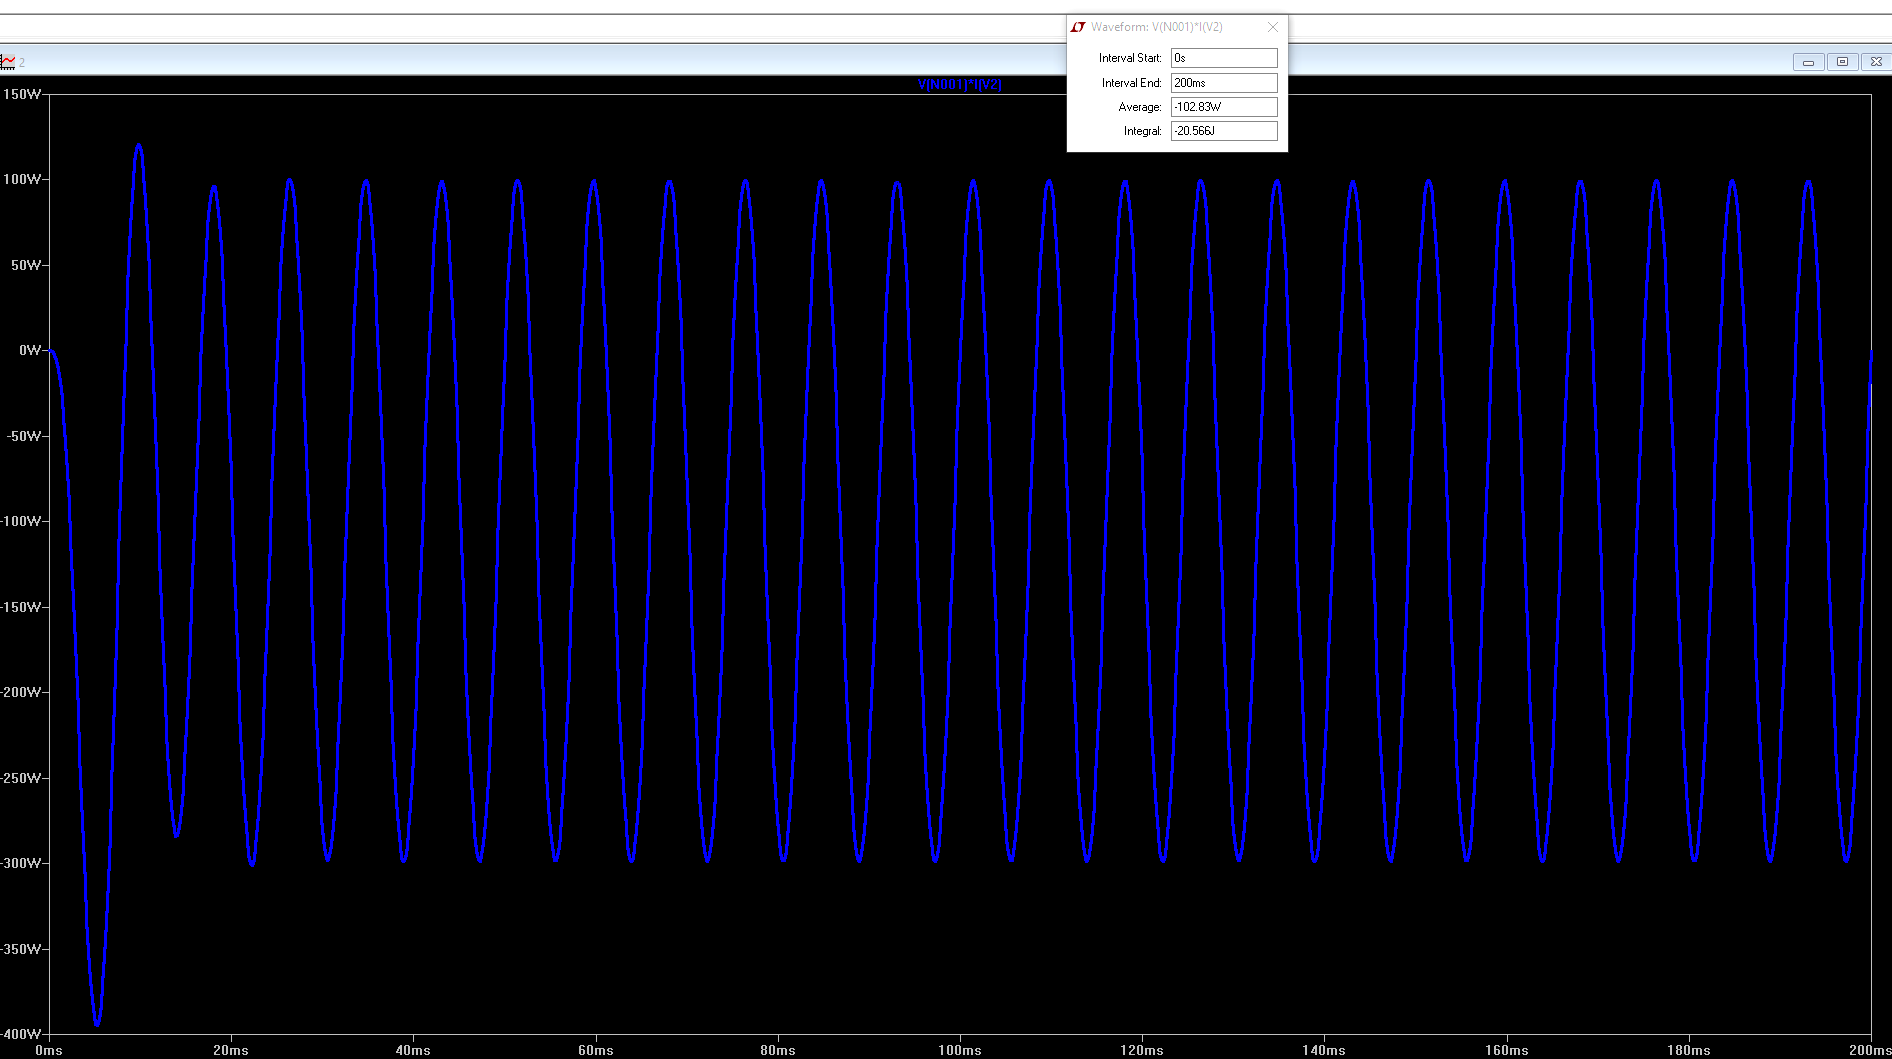 Waveform: V(N001)*I(V2)
Interval Start: 0s
Interval End: 200ms
Average: -102.83W
Integral: -20.566J
2
V(N001)*I(V2)
150W
100W
50W
0W
-50W
-100W
-150W
-200W
-250W
-300W
-350W
-400W
0ms 20ms 40ms 60ms 80ms 100ms 120ms 140ms 160ms 180ms 200ms